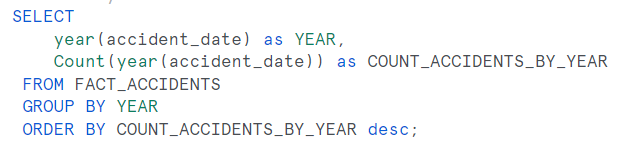 SELECT
    year(accident_date) as YEAR,
    Count(year(accident_date)) as COUNT_ACCIDENTS_BY_YEAR
 FROM FACT_ACCIDENTS
 GROUP BY YEAR
 ORDER BY COUNT_ACCIDENTS_BY_YEAR desc;